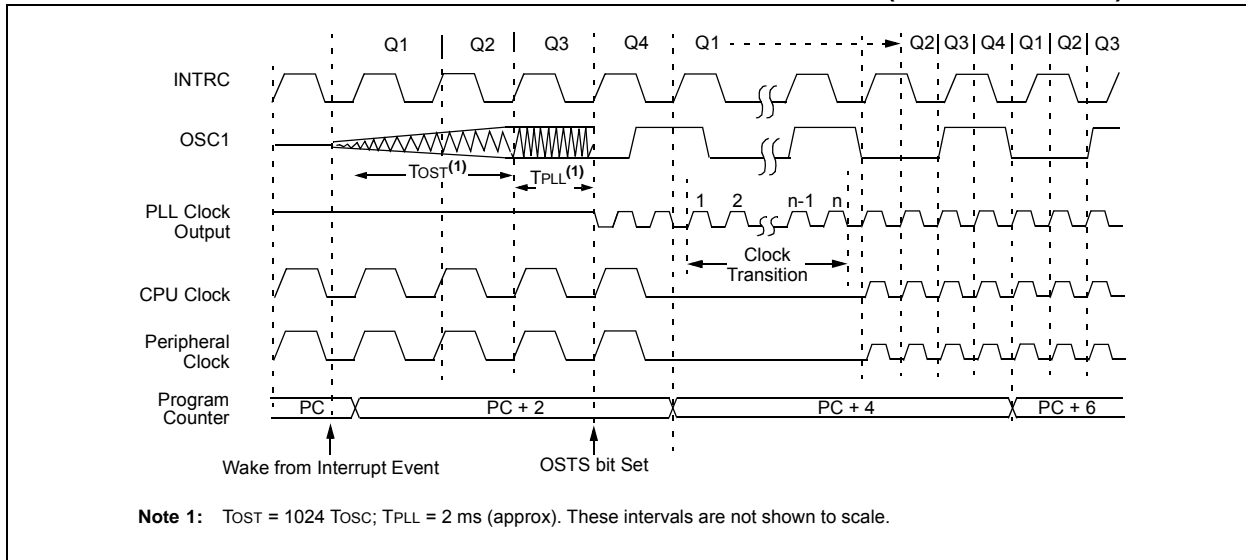 Q1 Q2 Q3 Q4 Q1 Q2 Q3 Q4 Q1 Q2 Q3
INTRC
OSC1
TOST(1) TPLL(1)
1 2 n-1 n
PLL Clock
Output
Clock
Transition
CPU Clock
Peripheral
Clock
Program
Counter
PC PC + 2 PC + 4 PC + 6
Wake from Interrupt Event OSTS bit Set
Note 1: TOST = 1024 TOSC; TPLL = 2 ms (approx). These intervals are not shown to scale.